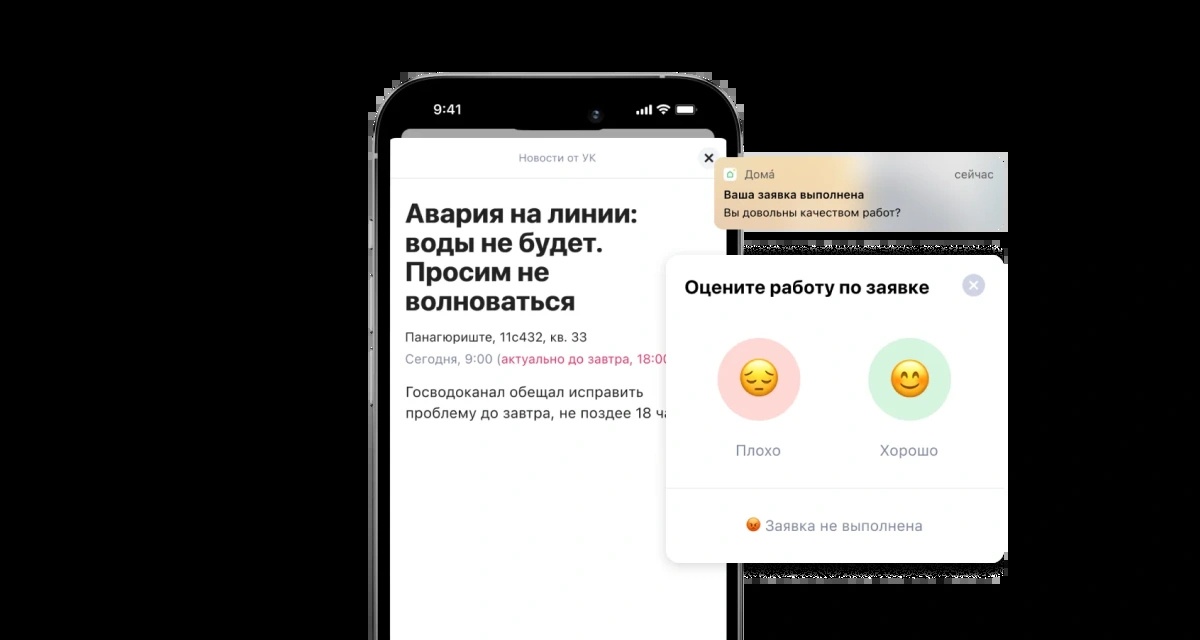 9:41
Новости от УК
Авария на линии:
воды не будет.
Просим не
волноваться
Панагюриште, 11с432, кв. 33
Сегодня, 9:00 (актуально до завтра, 18:00
Госводоканал обещал исправить
проблему до завтра, не поздее 18
Домá
сейчас
Ваша заявка выполнена
Вы довольны качеством работ?
Оцените работу по заявке
Плохо
Хорошо
Заявка не выполнена